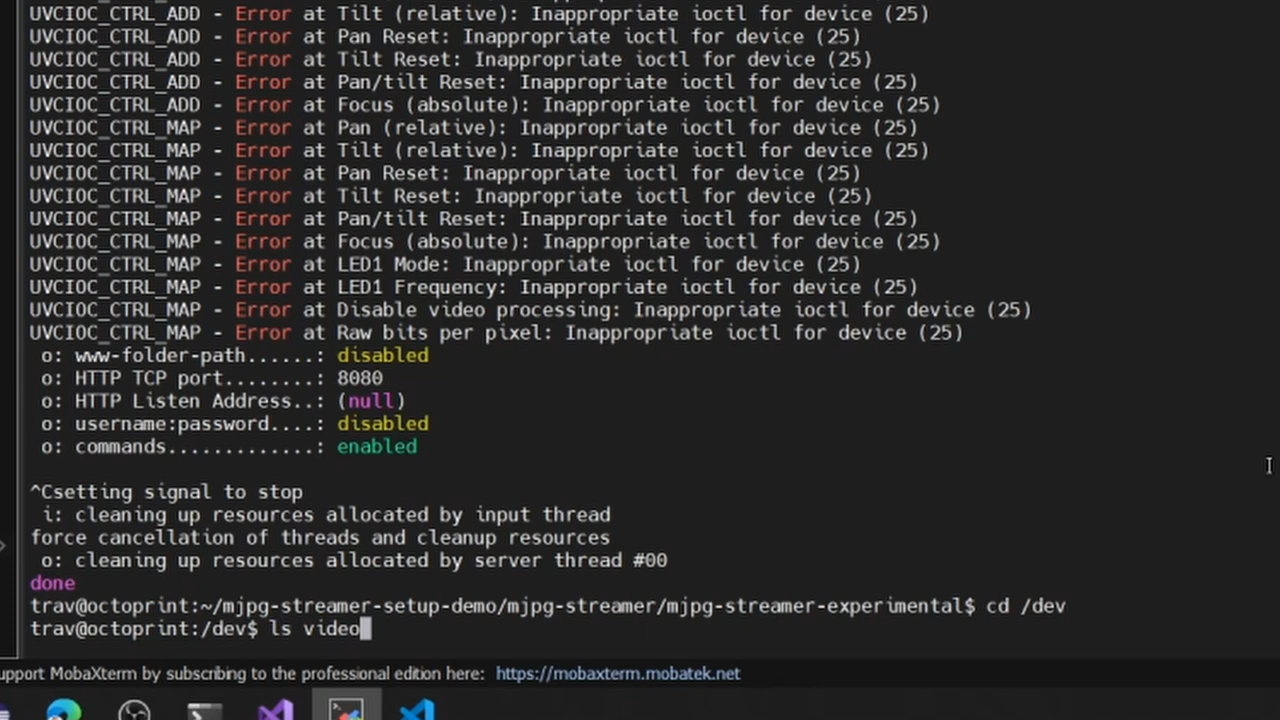 UVCIOC_CTRL_ADD - Error at Tilt (relative): Inappropriate ioctl for device (25)
UVCIOC_CTRL_ADD - Error at Pan Reset: Inappropriate ioctl for device (25)
UVCIOC_CTRL_ADD - Error at Tilt Reset: Inappropriate ioctl for device (25)
UVCIOC_CTRL_ADD - Error at Pan/tilt Reset: Inappropriate ioctl for device (25)
UVCIOC_CTRL_ADD - Error at Focus (absolute): Inappropriate ioctl for device (25)
UVCIOC_CTRL_MAP - Error at Pan (relative): Inappropriate ioctl for device (25)
UVCIOC_CTRL_MAP - Error at Tilt (relative): Inappropriate ioctl for device (25)
UVCIOC_CTRL_MAP - Error at Pan Reset: Inappropriate ioctl for device (25)
UVCIOC_CTRL_MAP - Error at Tilt Reset: Inappropriate ioctl for device (25)
UVCIOC_CTRL_MAP - Error at Pan/tilt Reset: Inappropriate ioctl for device (25)
UVCIOC_CTRL_MAP - Error at Focus (absolute): Inappropriate ioctl for device (25)
UVCIOC_CTRL_MAP - Error at LED1 Mode: Inappropriate ioctl for device (25)
UVCIOC_CTRL_MAP - Error at LED1 Frequency: Inappropriate ioctl for device (25)
UVCIOC_CTRL_MAP - Error at Disable video processing: Inappropriate ioctl for device (25)
UVCIOC_CTRL_MAP - Error at Raw bits per pixel: Inappropriate ioctl for device (25)
o: www-folder-path......: disabled
o: HTTP TCP port........: 8080
o: HTTP Listen Address..: (null)
o: username:password....: disabled
o: commands.............: enabled
^Csetting signal to stop
i: cleaning up resources allocated by input thread
force cancellation of threads and cleanup resources
o: cleaning up resources allocated by server thread #00
done
trav@octoprint:~/mjpg-streamer-setup-demo/mjpg-streamer/mjpg-streamer-experimental$ cd /dev
trav@octoprint:/dev$ ls video
upport MobaXterm by subscribing to the professional edition here: https://mobaxterm.mobatek.net